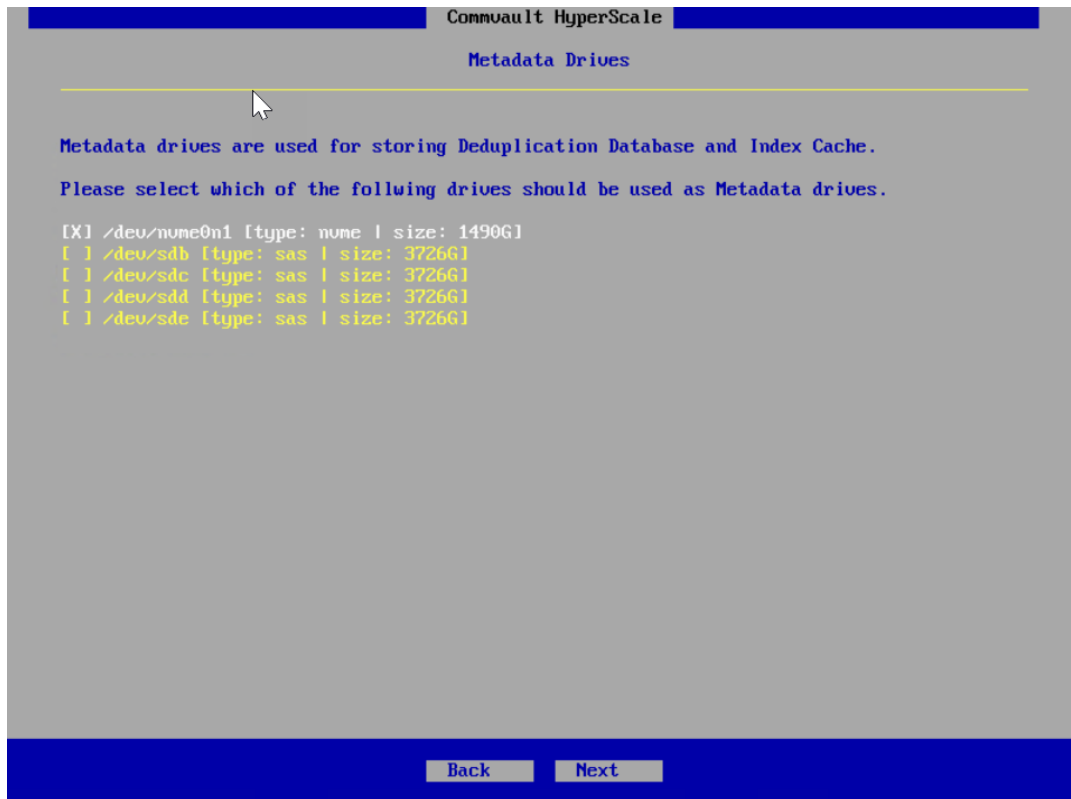 Commvault HyperScale
Metadata Drives
Metadata drives are used for storing Deduplication Database and Index Cache.
Please select which of the follwing drives should be used as Metadata drives.
[X] /dev/nvme0n1 [type: nvme | size: 1490G]
[ ] /dev/sdb [type: sas | size: 3726G]
[ ] /dev/sdc [type: sas | size: 3726G]
[ ] /dev/sdd [type: sas | size: 3726G]
[ ] /dev/sde [type: sas | size: 3726G]
Back Next